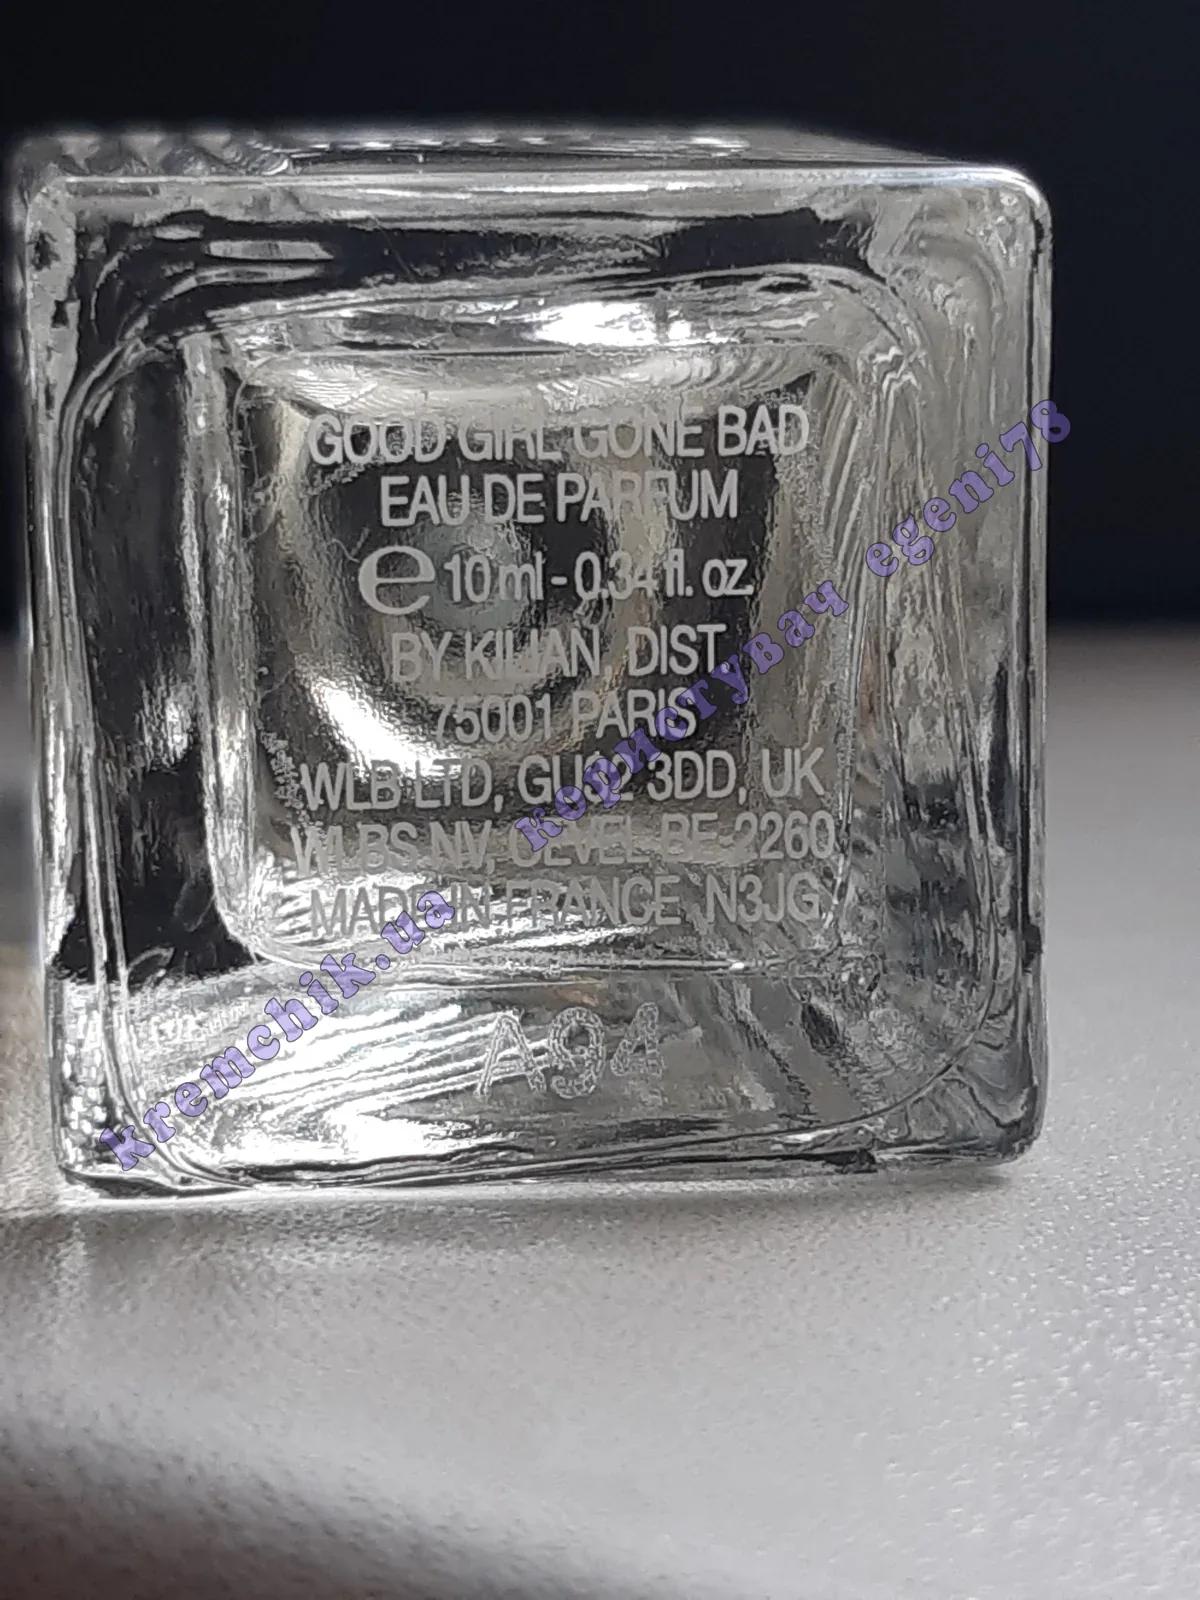 GOOD GIRL GONE BAD
EAU DE PARFUM
℮ 10 ml - 0.34 fl. oz.
BY KILIAN, DIST.
75001 PARIS
WLB LTD, GU32 3DD, UK
WLBS NV, OEVEL BE-2260
MADE IN FRANCE N3JG
A94
kremchik.ua користувач egeni78